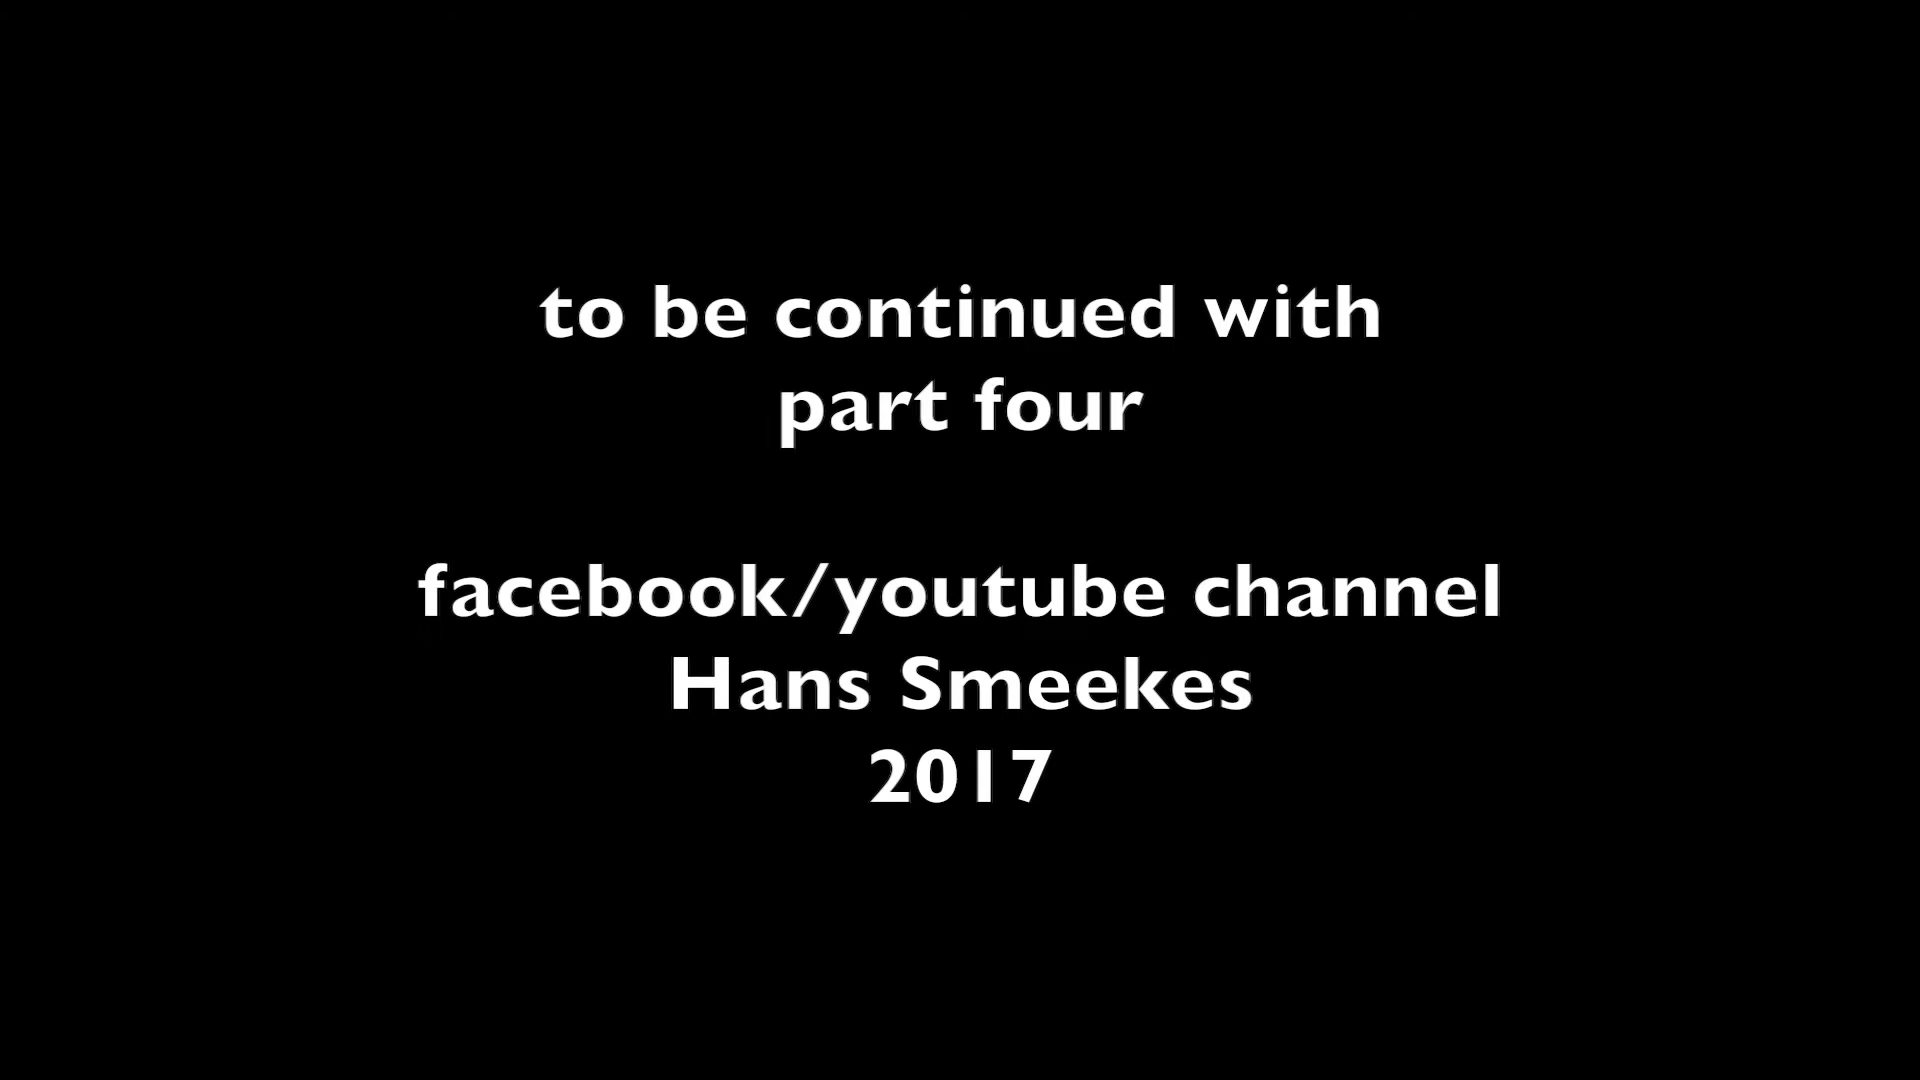 to be continued with
part four
facebook/youtube channel
Hans Smeekes
2017